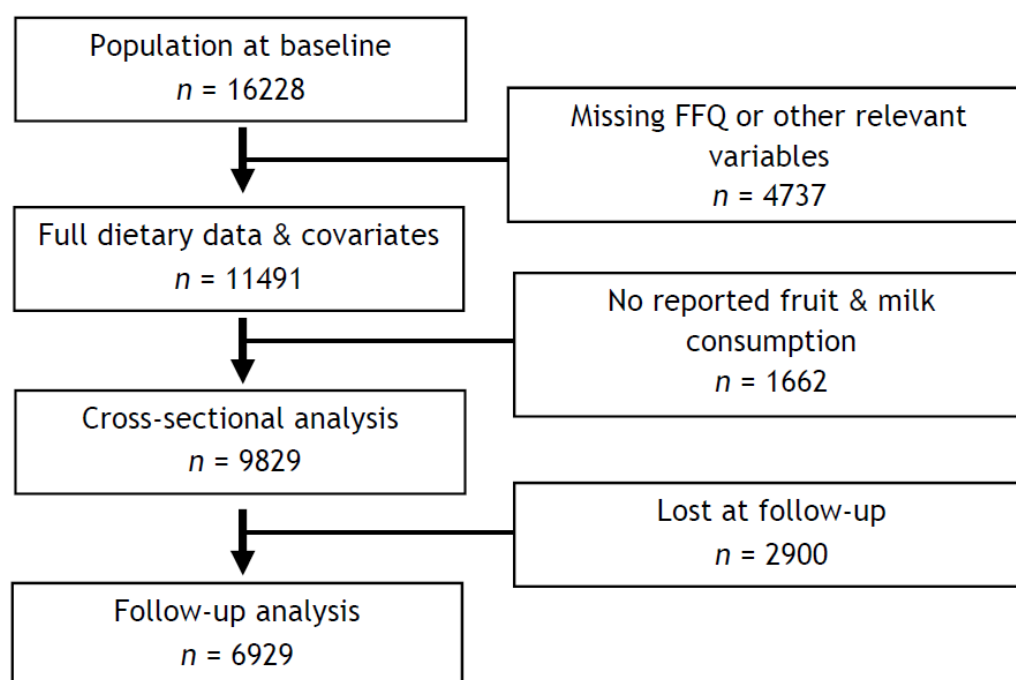 Population at baseline
n = 16228
Missing FFQ or other relevant
variables
n = 4737
Full dietary data & covariates
n = 11491
No reported fruit & milk
consumption
n = 1662
Cross-sectional analysis
n = 9829
Lost at follow-up
n = 2900
Follow-up analysis
n = 6929